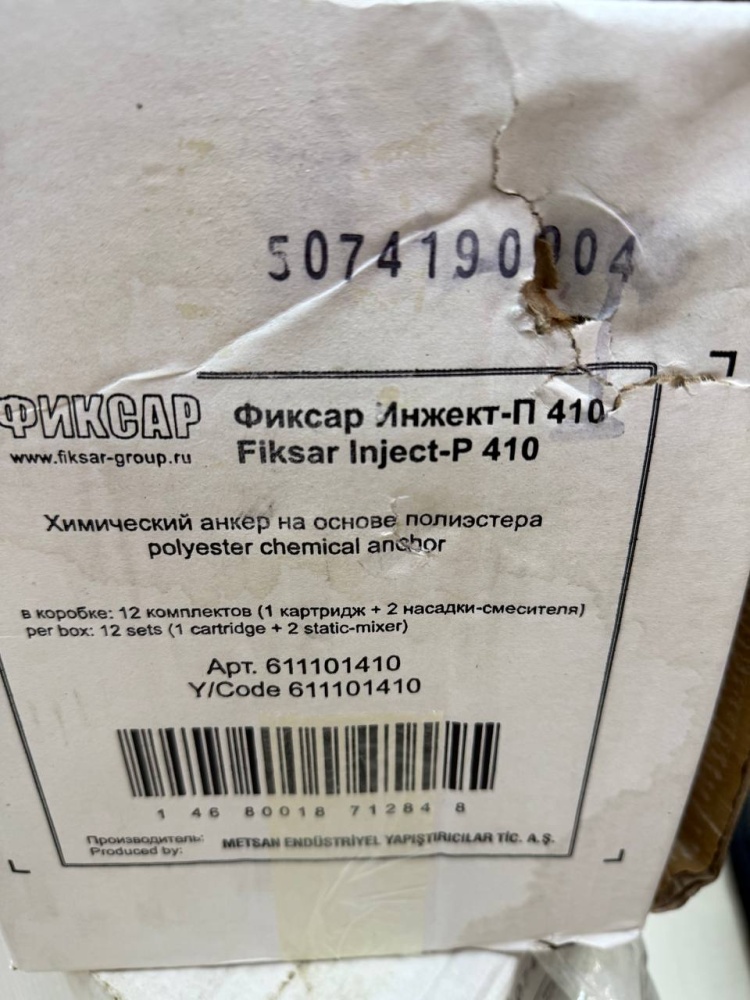 5074190004
ФИКСАР
www.fiksar-group.ru
Фиксар Инжект-П 410
Fiksar Inject-P 410
Химический анкер на основе полиэстера
polyester chemical anchor
в коробке: 12 комплектов (1 картридж + 2 насадки-смесителя)
per box: 12 sets (1 cartridge + 2 static-mixer)
Арт. 611101410
Y/Code 611101410
1 46 80018 71284 8
Производитель: METSAN ENDÜSTRİYEL YAPIŞTIRICILAR TİC. A.Ş.
Produced by: